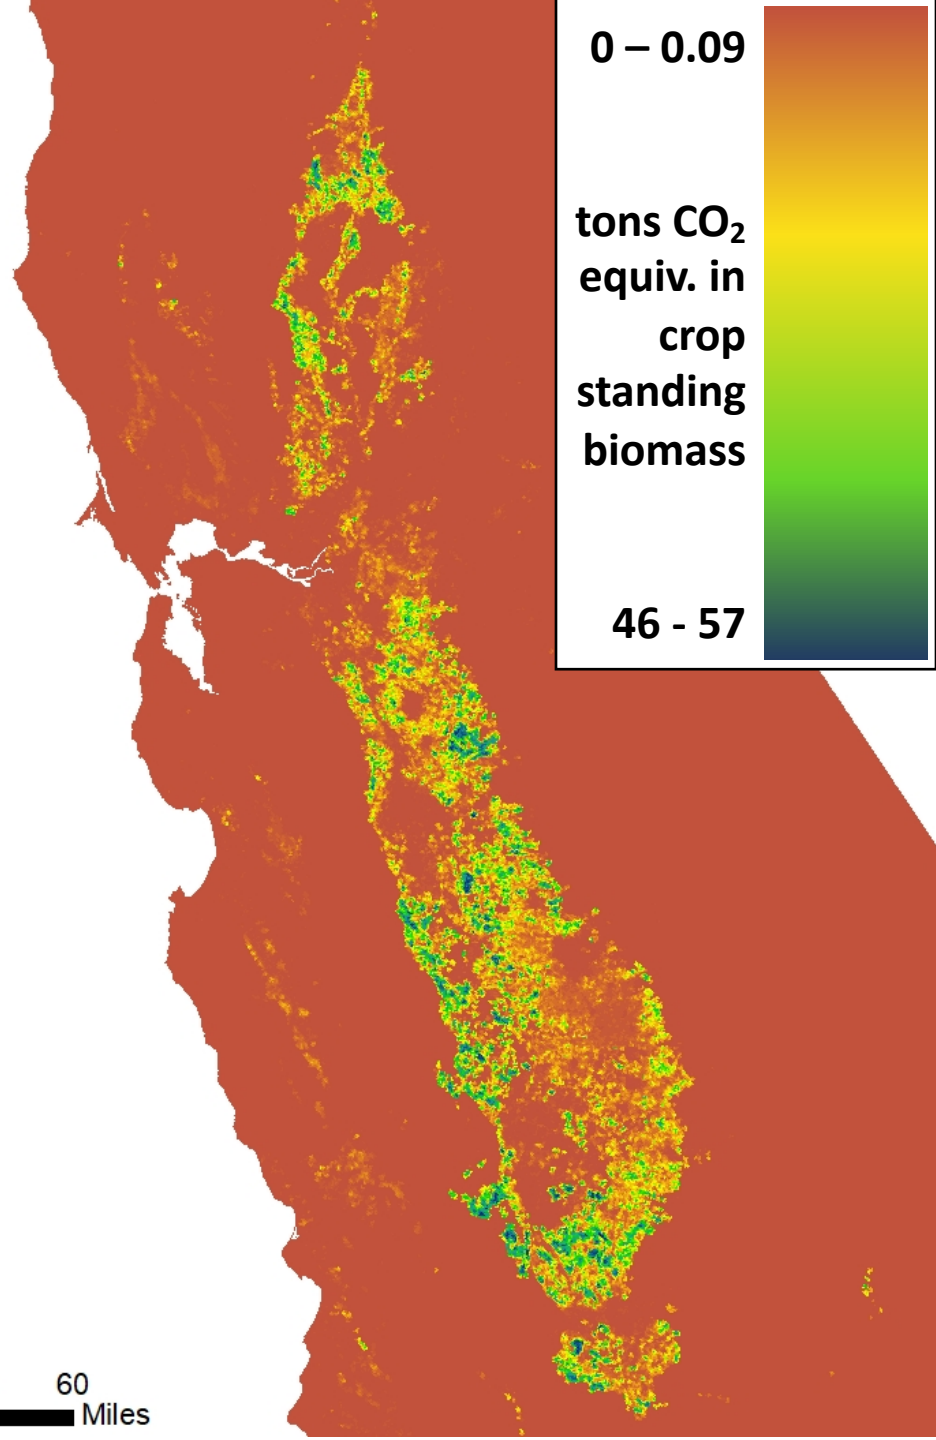 0 – 0.09
tons CO₂
equiv. in
crop
standing
biomass
46 - 57
60
Miles